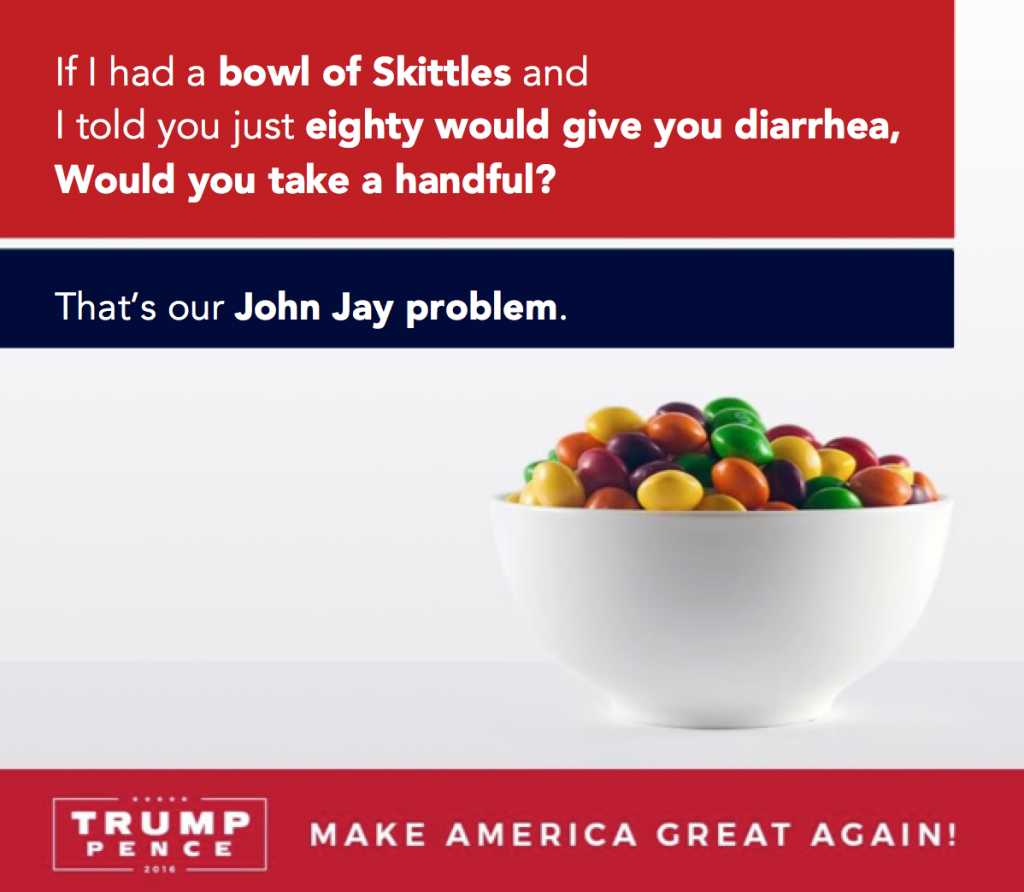 If I had a bowl of Skittles and
I told you just eighty would give you diarrhea,
Would you take a handful?
That’s our John Jay problem.
TRUMP
PENCE
2016
MAKE AMERICA GREAT AGAIN!